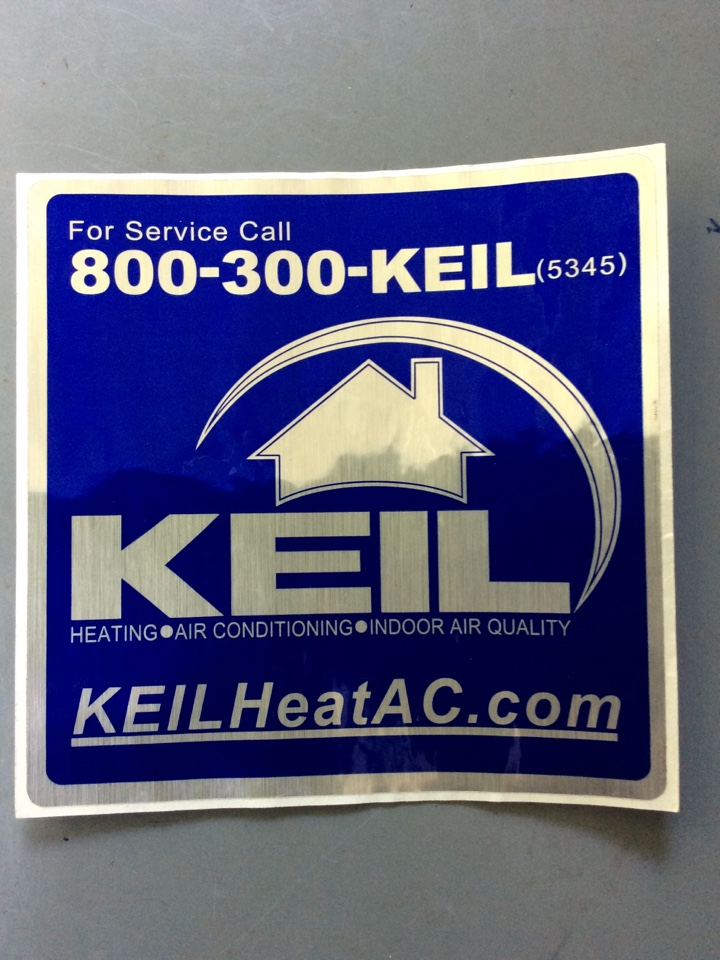 For Service Call
800-300-KEIL(5345)
KEIL
HEATING●AIR CONDITIONING●INDOOR AIR QUALITY
KEILHeatAC.com